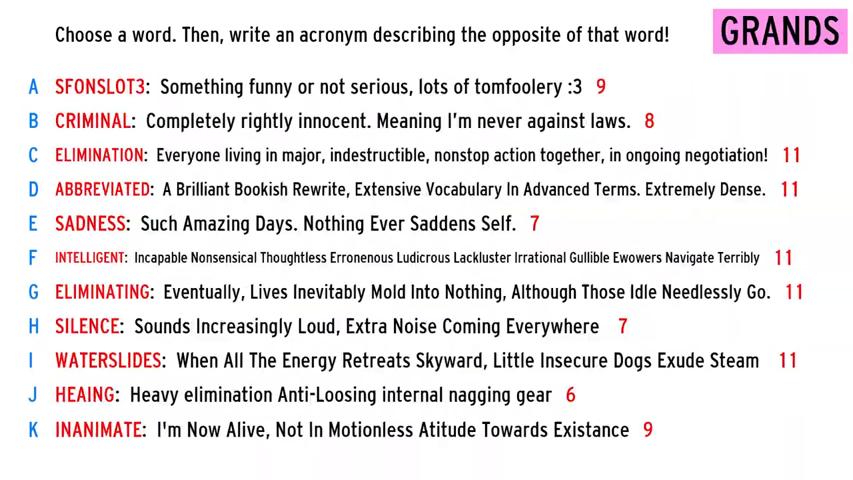 Choose a word. Then, write an acronym describing the opposite of that word!
GRANDS
A SFONSLOT3: Something funny or not serious, lots of tomfoolery :3 9
B CRIMINAL: Completely rightly innocent. Meaning I'm never against laws. 8
C ELIMINATION: Everyone living in major, indestructible, nonstop action together, in ongoing negotiation! 11
D ABBREVIATED: A Brilliant Bookish Rewrite, Extensive Vocabulary In Advanced Terms. Extremely Dense. 11
E SADNESS: Such Amazing Days. Nothing Ever Saddens Self. 7
F INTELLIGENT: Incapable Nonsensical Thoughtless Erronenous Ludicrous Lackluster Irrational Gullible Ewowers Navigate Terribly 11
G ELIMINATING: Eventually, Lives Inevitably Mold Into Nothing, Although Those Idle Needlessly Go. 11
H SILENCE: Sounds Increasingly Loud, Extra Noise Coming Everywhere 7
I WATERSLIDES: When All The Energy Retreats Skyward, Little Insecure Dogs Exude Steam 11
J HEAING: Heavy elimination Anti-Loosing internal nagging gear 6
K INANIMATE: I'm Now Alive, Not In Motionless Atitude Towards Existance 9